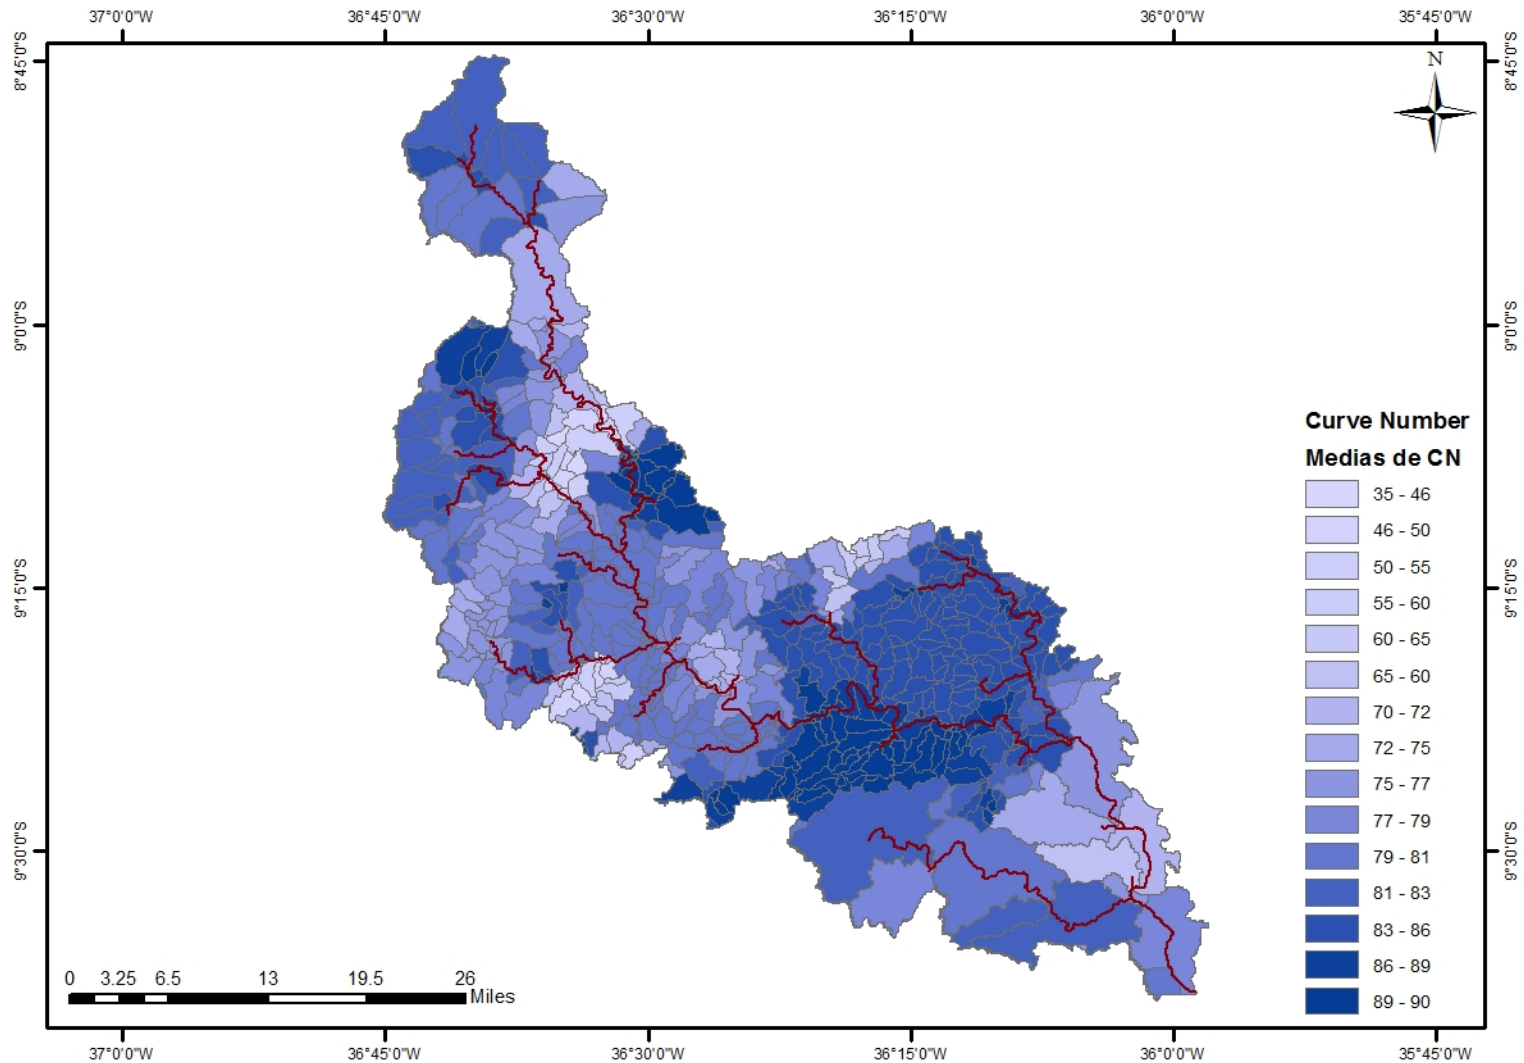 37°0'0"W 36°45'0"W 36°30'0"W 36°15'0"W 36°0'0"W 35°45'0"W
8°45'0"S 8°45'0"S
N
9°0'0"S 9°0'0"S
Curve Number
Medias de CN
35 - 46
46 - 50
50 - 55
9°15'0"S 9°15'0"S
55 - 60
60 - 65
65 - 60
70 - 72
72 - 75
75 - 77
77 - 79
9°30'0"S 9°30'0"S
79 - 81
81 - 83
83 - 86
86 - 89
89 - 90
0 3.25 6.5 13 19.5 26
Miles
37°0'0"W 36°45'0"W 36°30'0"W 36°15'0"W 36°0'0"W 35°45'0"W